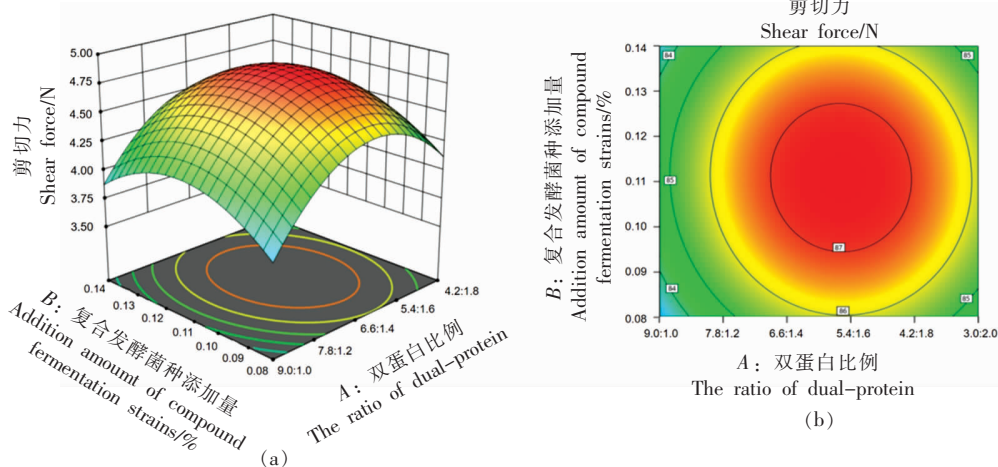 剪切力
Shear force/N
5.00
4.75
4.50
4.25
4.00
3.75
3.50
0.14
0.13
0.12
0.11
0.10
0.09
0.08
9.0:1.0
7.8:1.2
6.6:1.4
5.4:1.6
4.2:1.8
B：复合发酵菌种添加量
Addition amount of compound
fermentation strains/%
A：双蛋白比例
The ratio of dual-protein
(a)
剪切力
Shear force/N
B：复合发酵菌种添加量
Addition amount of compound
fermentation strains/%
0.14
0.13
0.12
0.11
0.10
0.09
0.08
84
85
85
87
84
86
85
9.0:1.0 7.8:1.2 6.6:1.4 5.4:1.6 4.2:1.8 3.0:2.0
A：双蛋白比例
The ratio of dual-protein
(b)